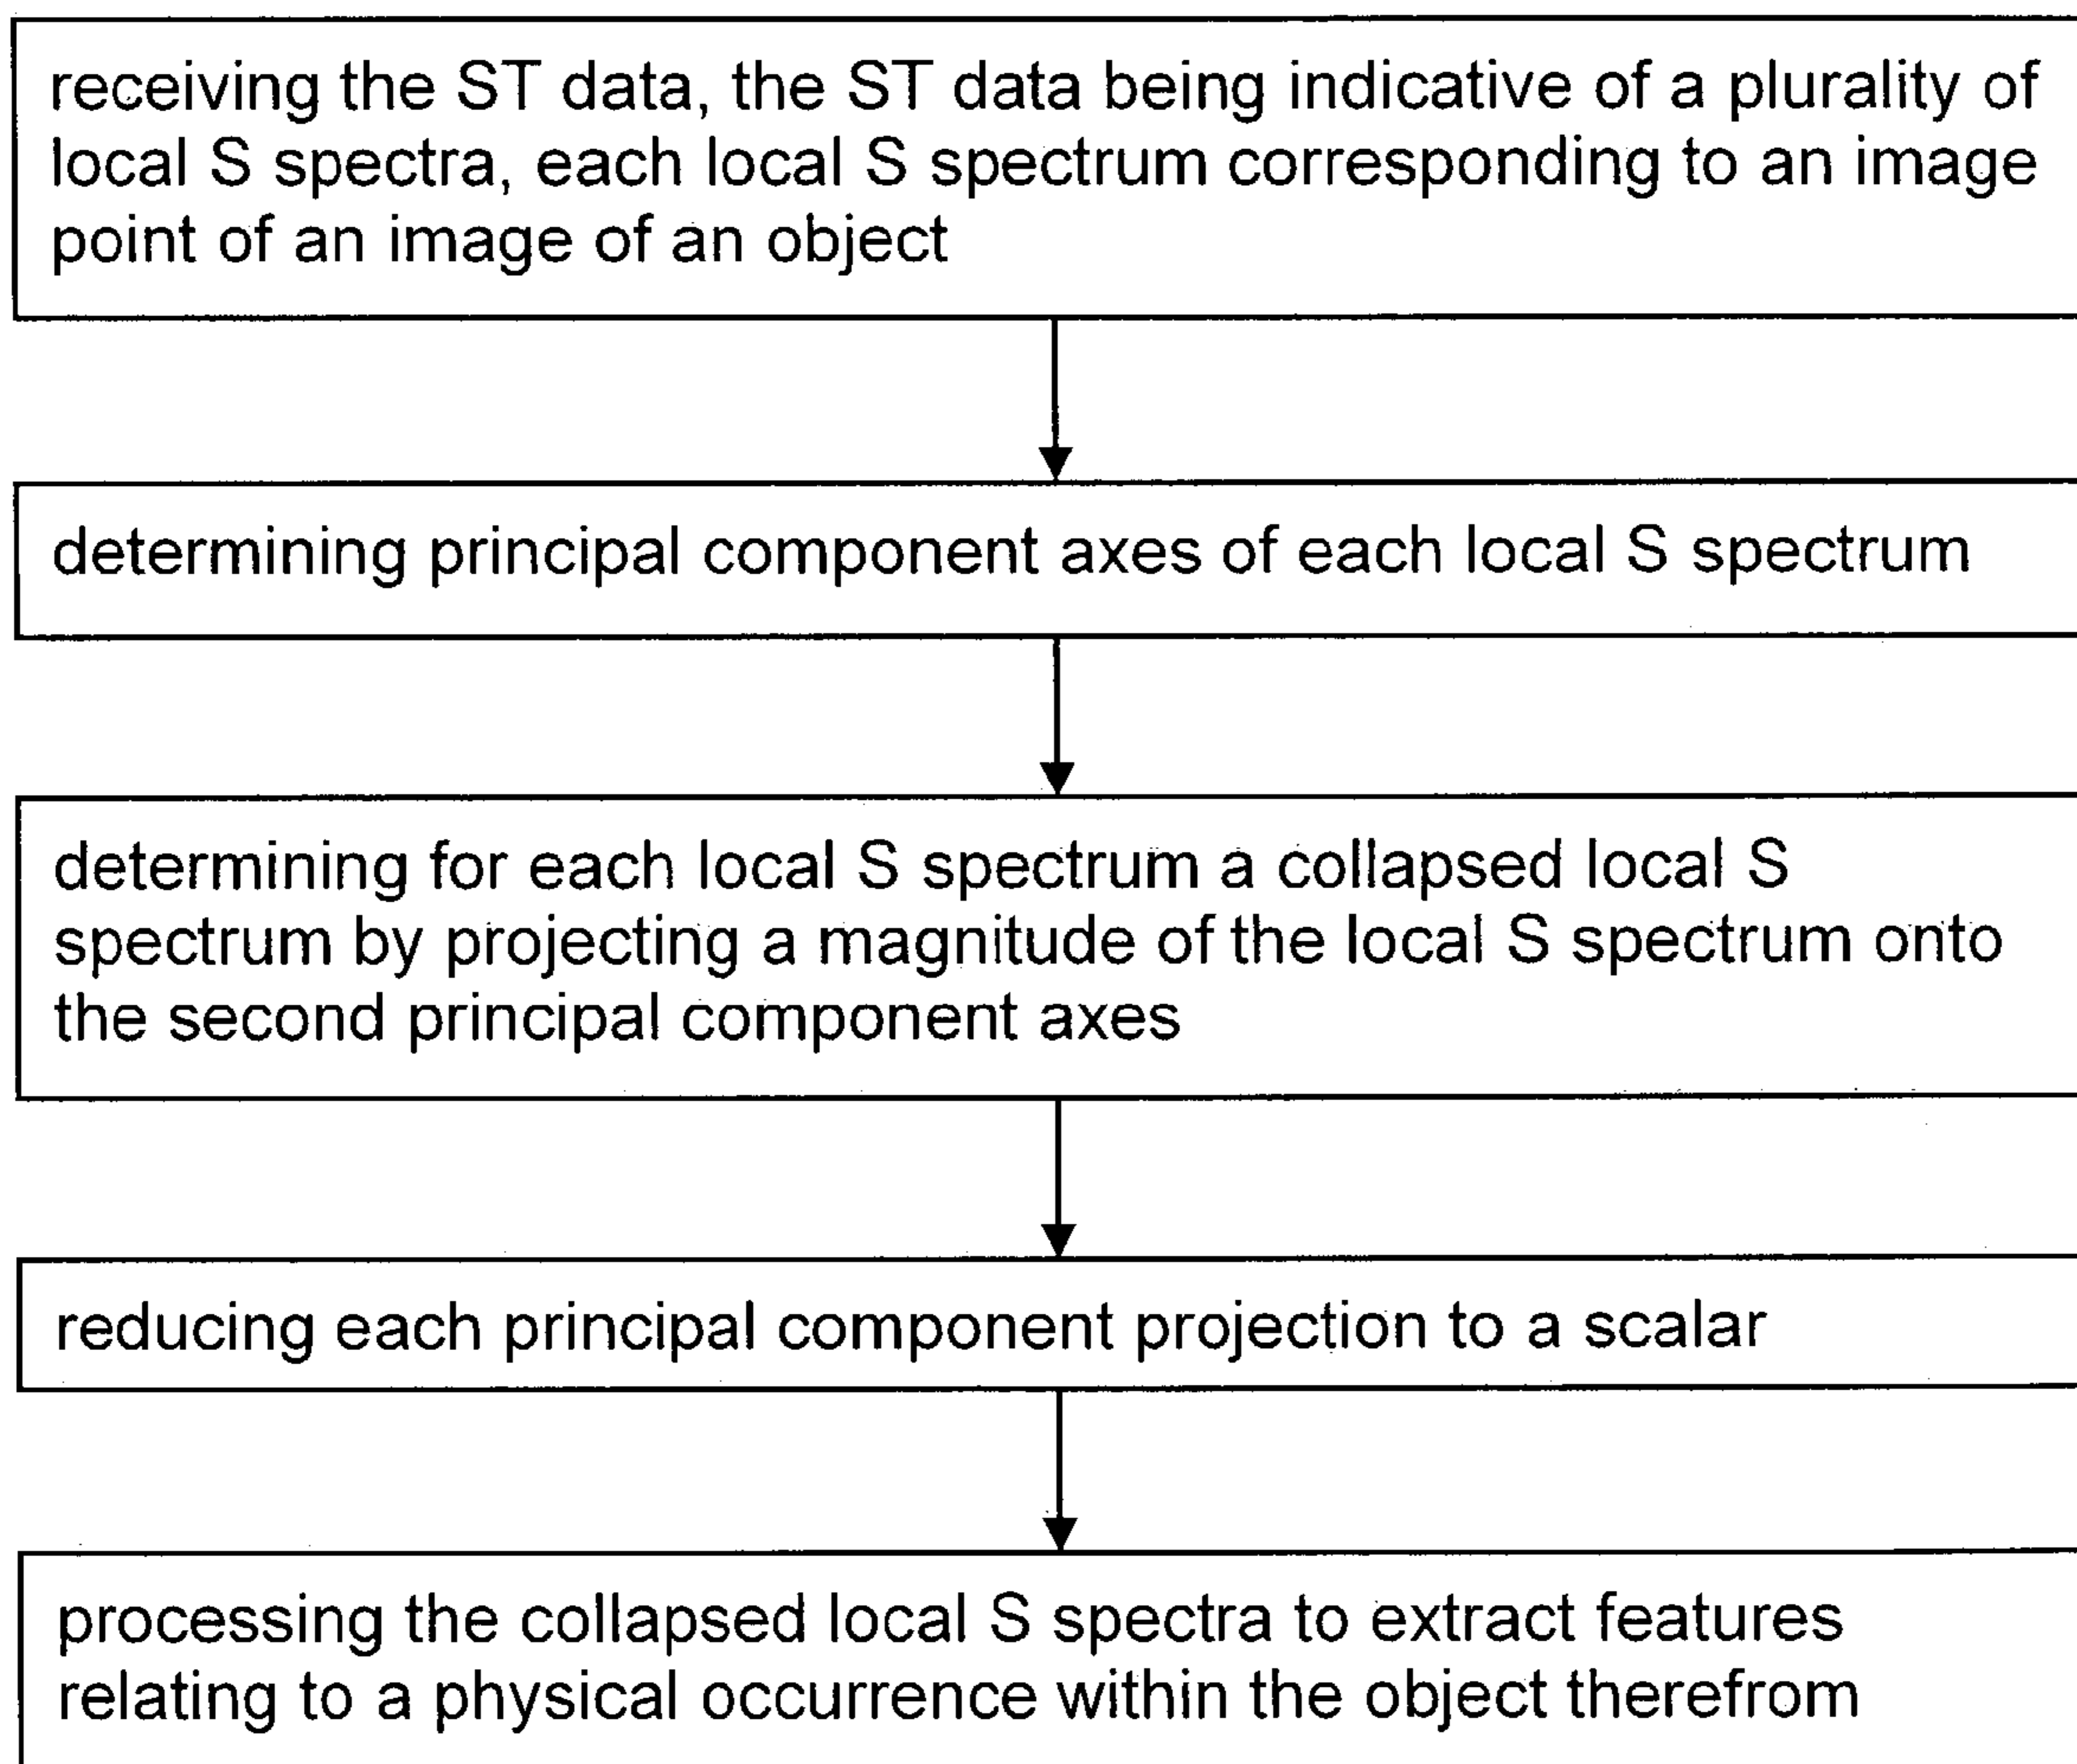 receiving the ST data, the ST data being indicative of a plurality of
local S spectra, each local S spectrum corresponding to an image
point of an image of an object
determining principal component axes of each local S spectrum
determining for each local S spectrum a collapsed local S
spectrum by projecting a magnitude of the local S spectrum onto
the second principal component axes
reducing each principal component projection to a scalar
processing the collapsed local S spectra to extract features
relating to a physical occurrence within the object therefrom